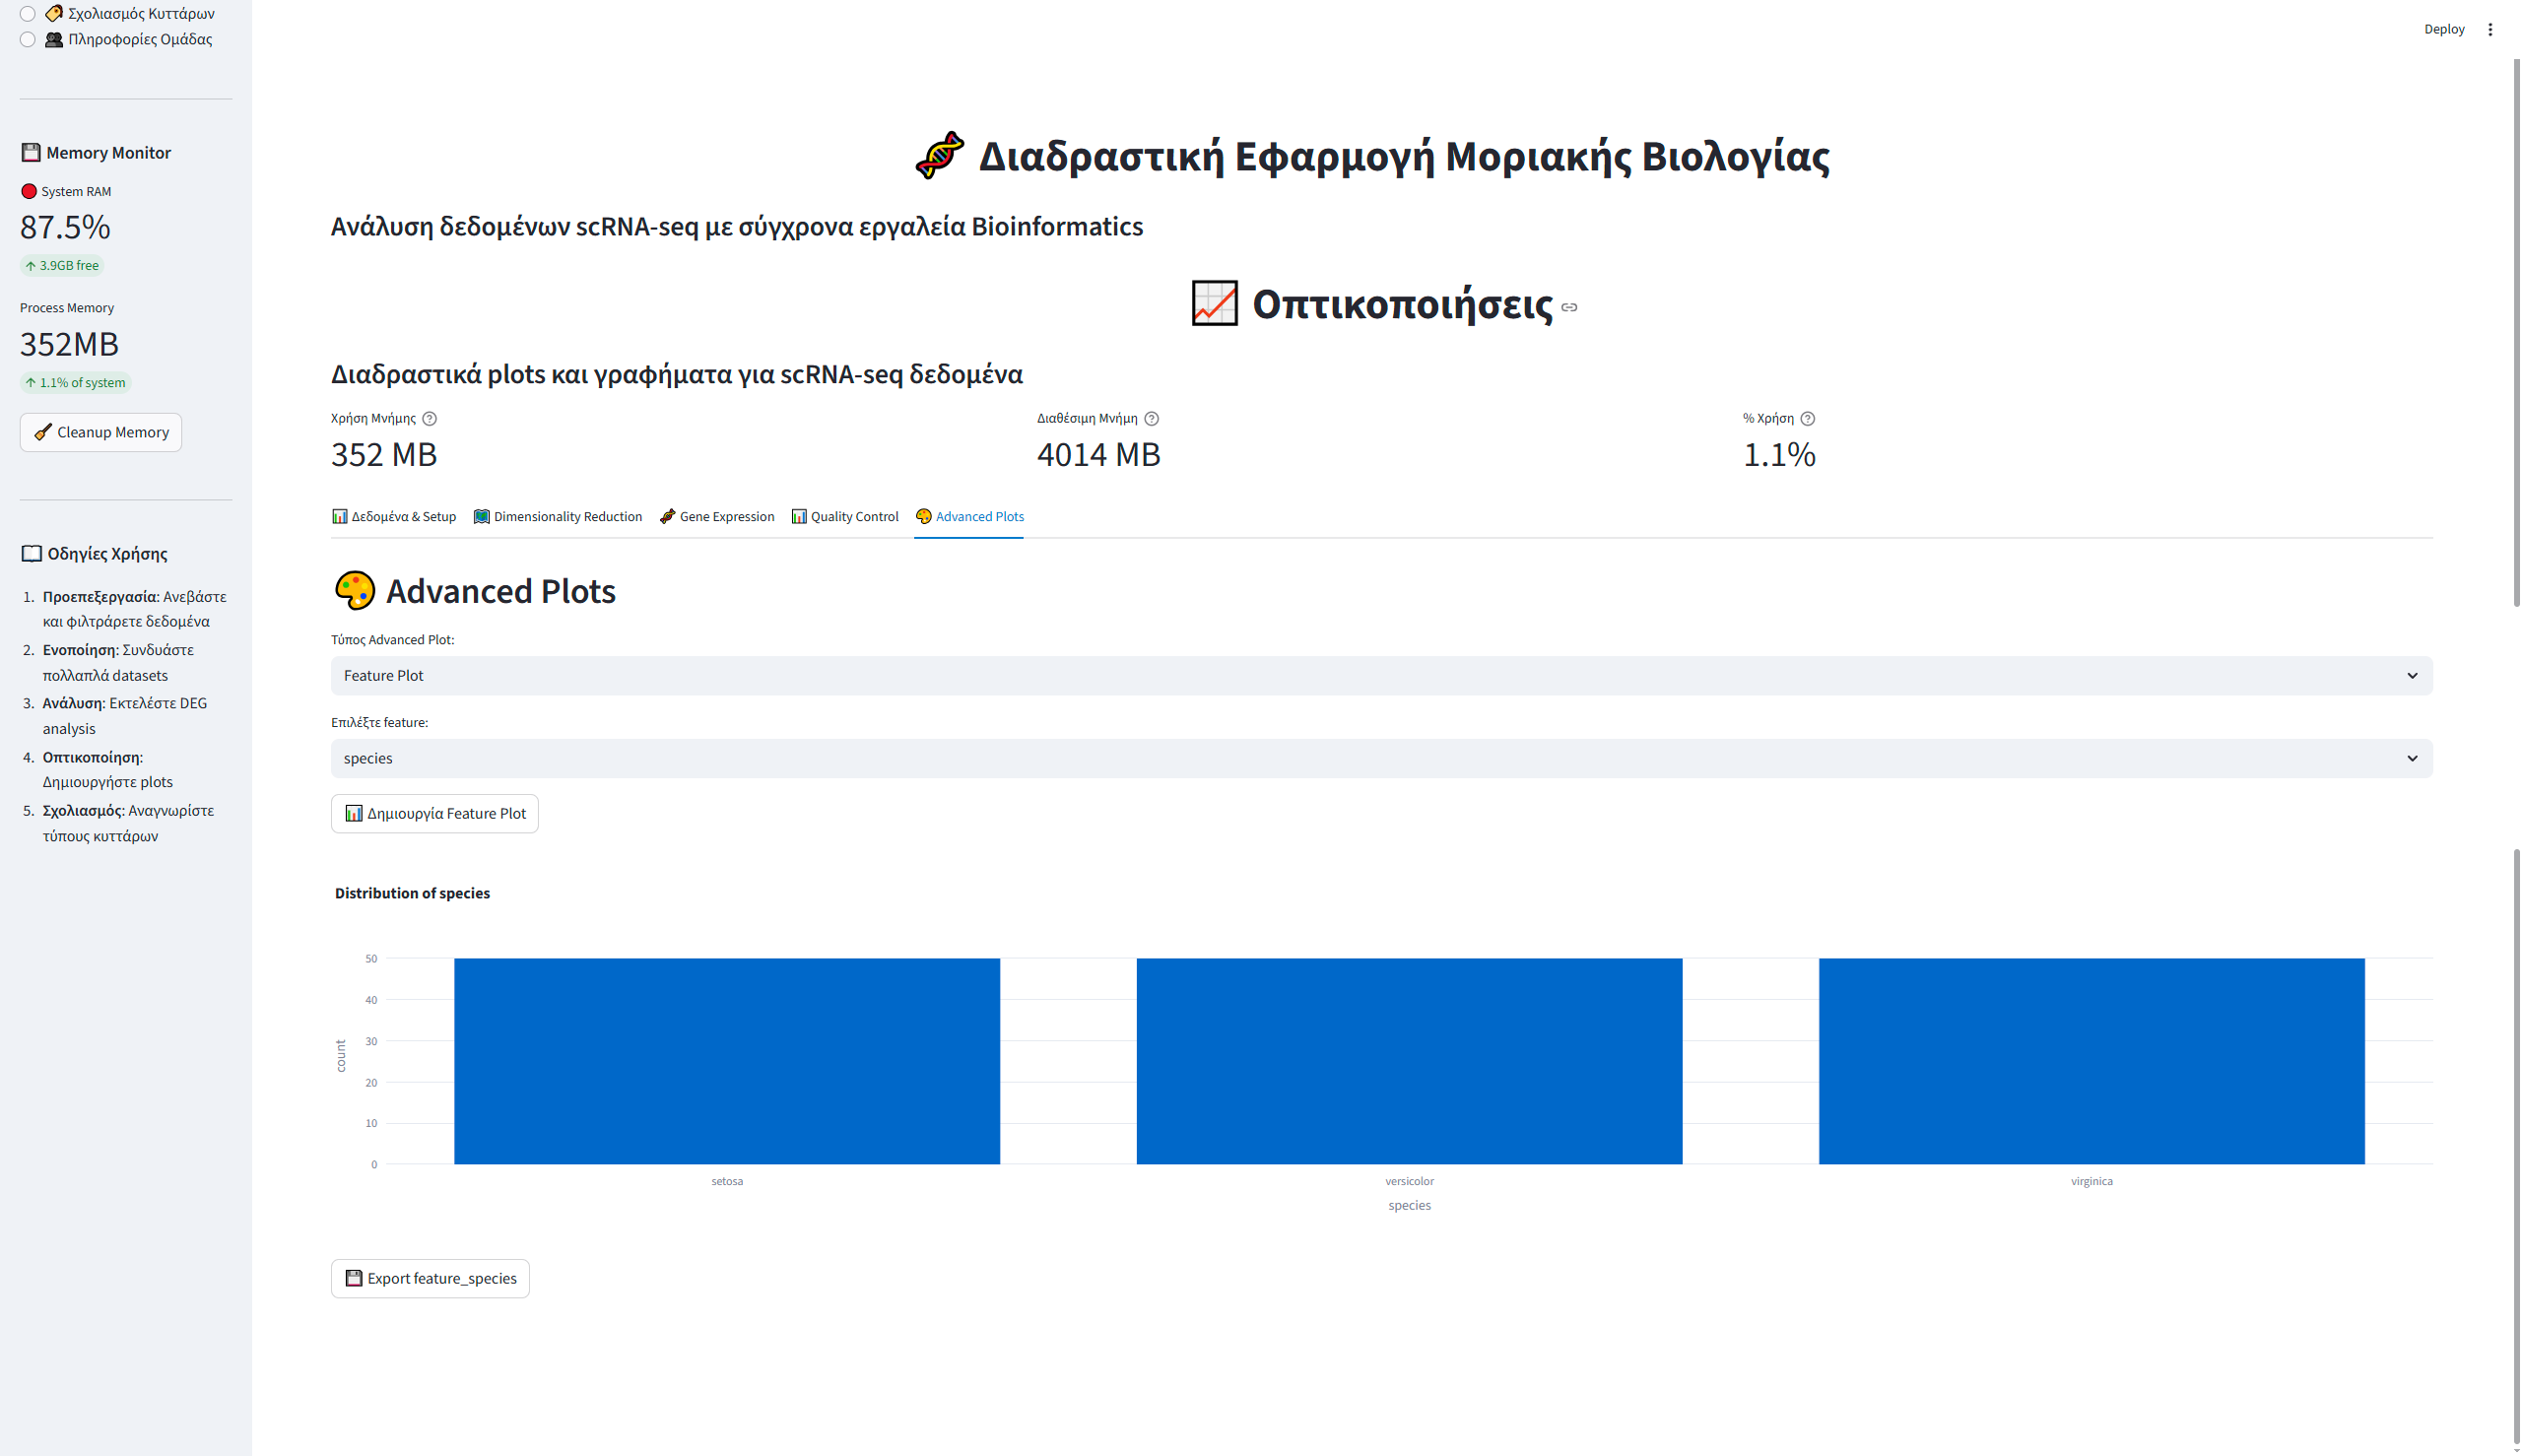 Σχολιασμός Κυττάρων
Πληροφορίες Ομάδας
Memory Monitor
System RAM
87.5%
↑ 3.9GB free
Process Memory
352MB
↑ 1.1% of system
Cleanup Memory
Οδηγίες Χρήσης
1. Προεπεξεργασία: Ανεβάστε
και φιλτράρετε δεδομένα
2. Ενοποίηση: Συνδυάστε
πολλαπλά datasets
3. Ανάλυση: Εκτελέστε DEG
analysis
4. Οπτικοποίηση:
Δημιουργήστε plots
5. Σχολιασμός: Αναγνωρίστε
τύπους κυττάρων
Deploy
Διαδραστική Εφαρμογή Μοριακής Βιολογίας
Ανάλυση δεδομένων scRNA-seq με σύγχρονα εργαλεία Bioinformatics
Οπτικοποιήσεις
Διαδραστικά plots και γραφήματα για scRNA-seq δεδομένα
Χρήση Μνήμης
352 MB
Διαθέσιμη Μνήμη
4014 MB
% Χρήση
1.1%
Δεδομένα & Setup
Dimensionality Reduction
Gene Expression
Quality Control
Advanced Plots
Advanced Plots
Τύπος Advanced Plot:
Feature Plot
Επιλέξτε feature:
species
Δημιουργία Feature Plot
Distribution of species
50
40
30
20
10
0
count
setosa
versicolor
virginica
species
Export feature_species